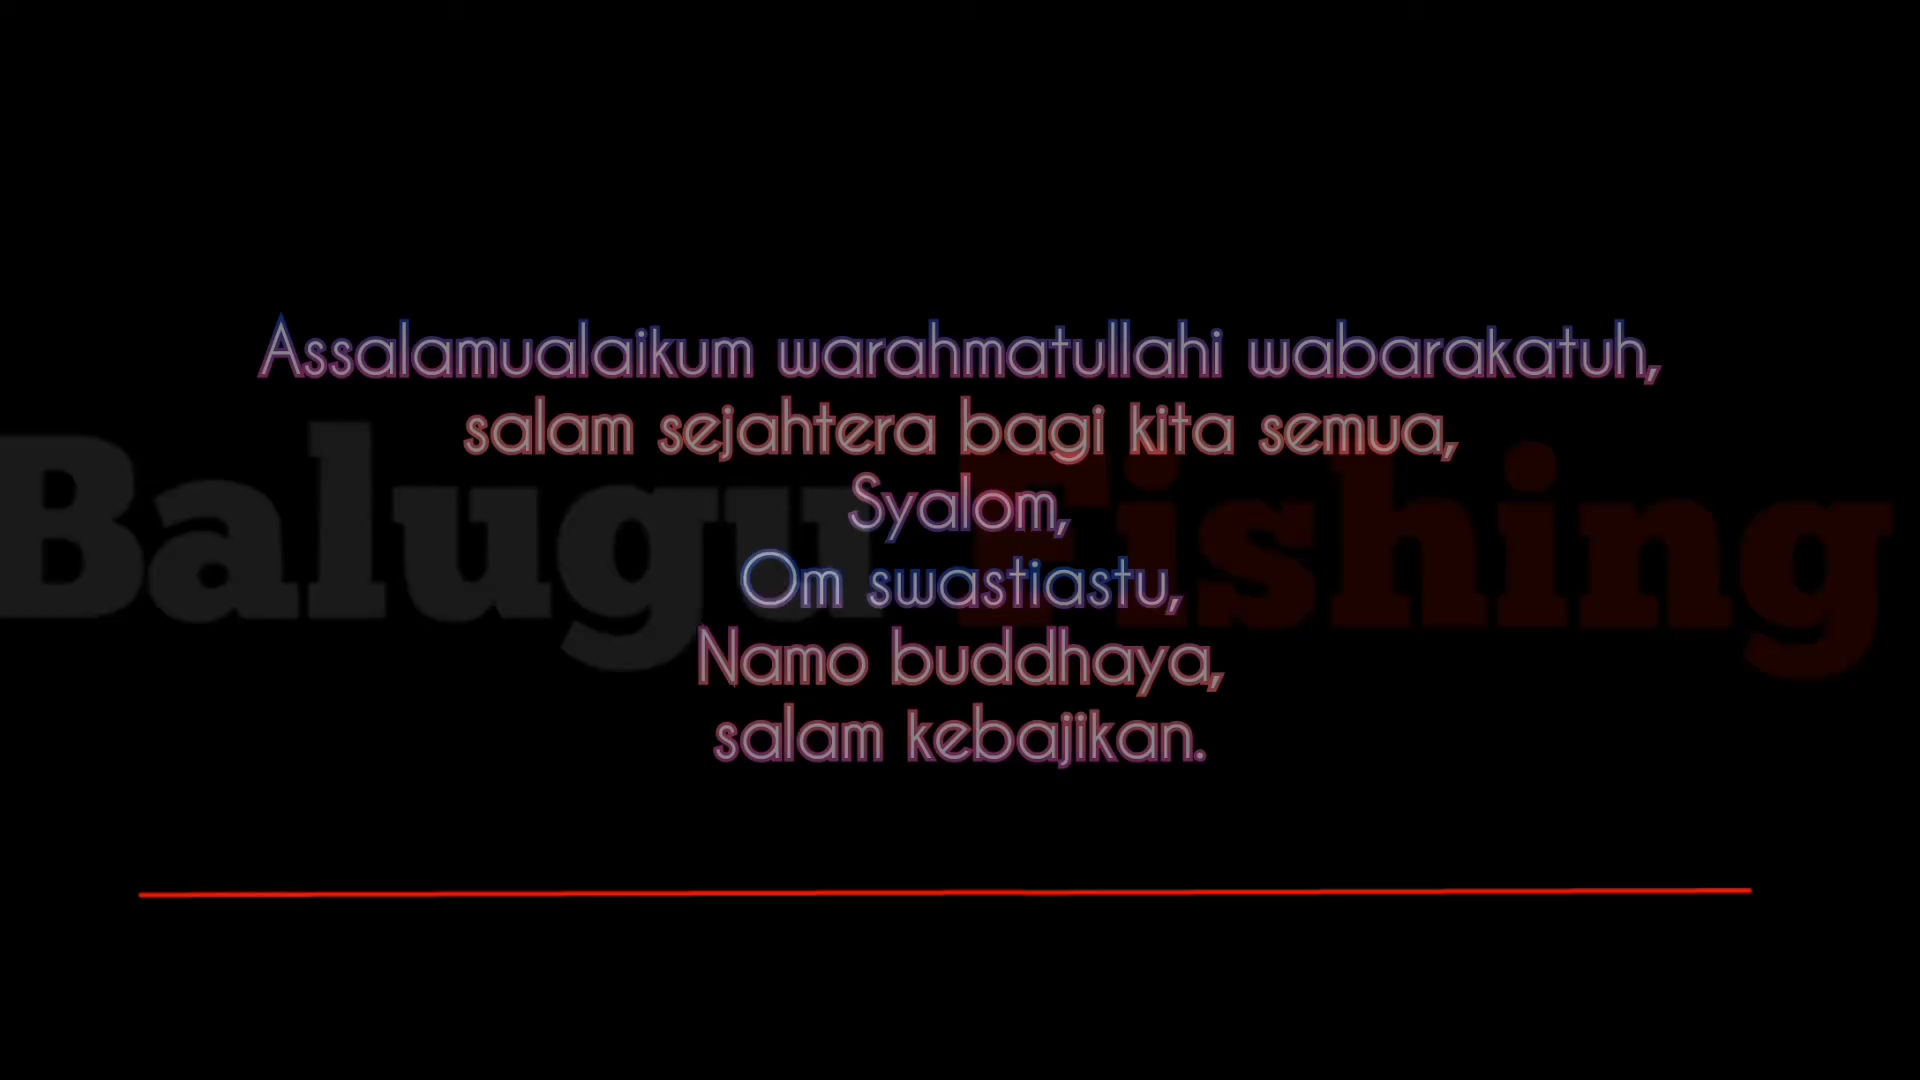 Assalamualaikum warahmatullahi wabarakatuh,
salam sejahtera bagi kita semua,
Syalom,
Om swastiastu,
Namo buddhaya,
salam kebajikan.
Balugu Fishing